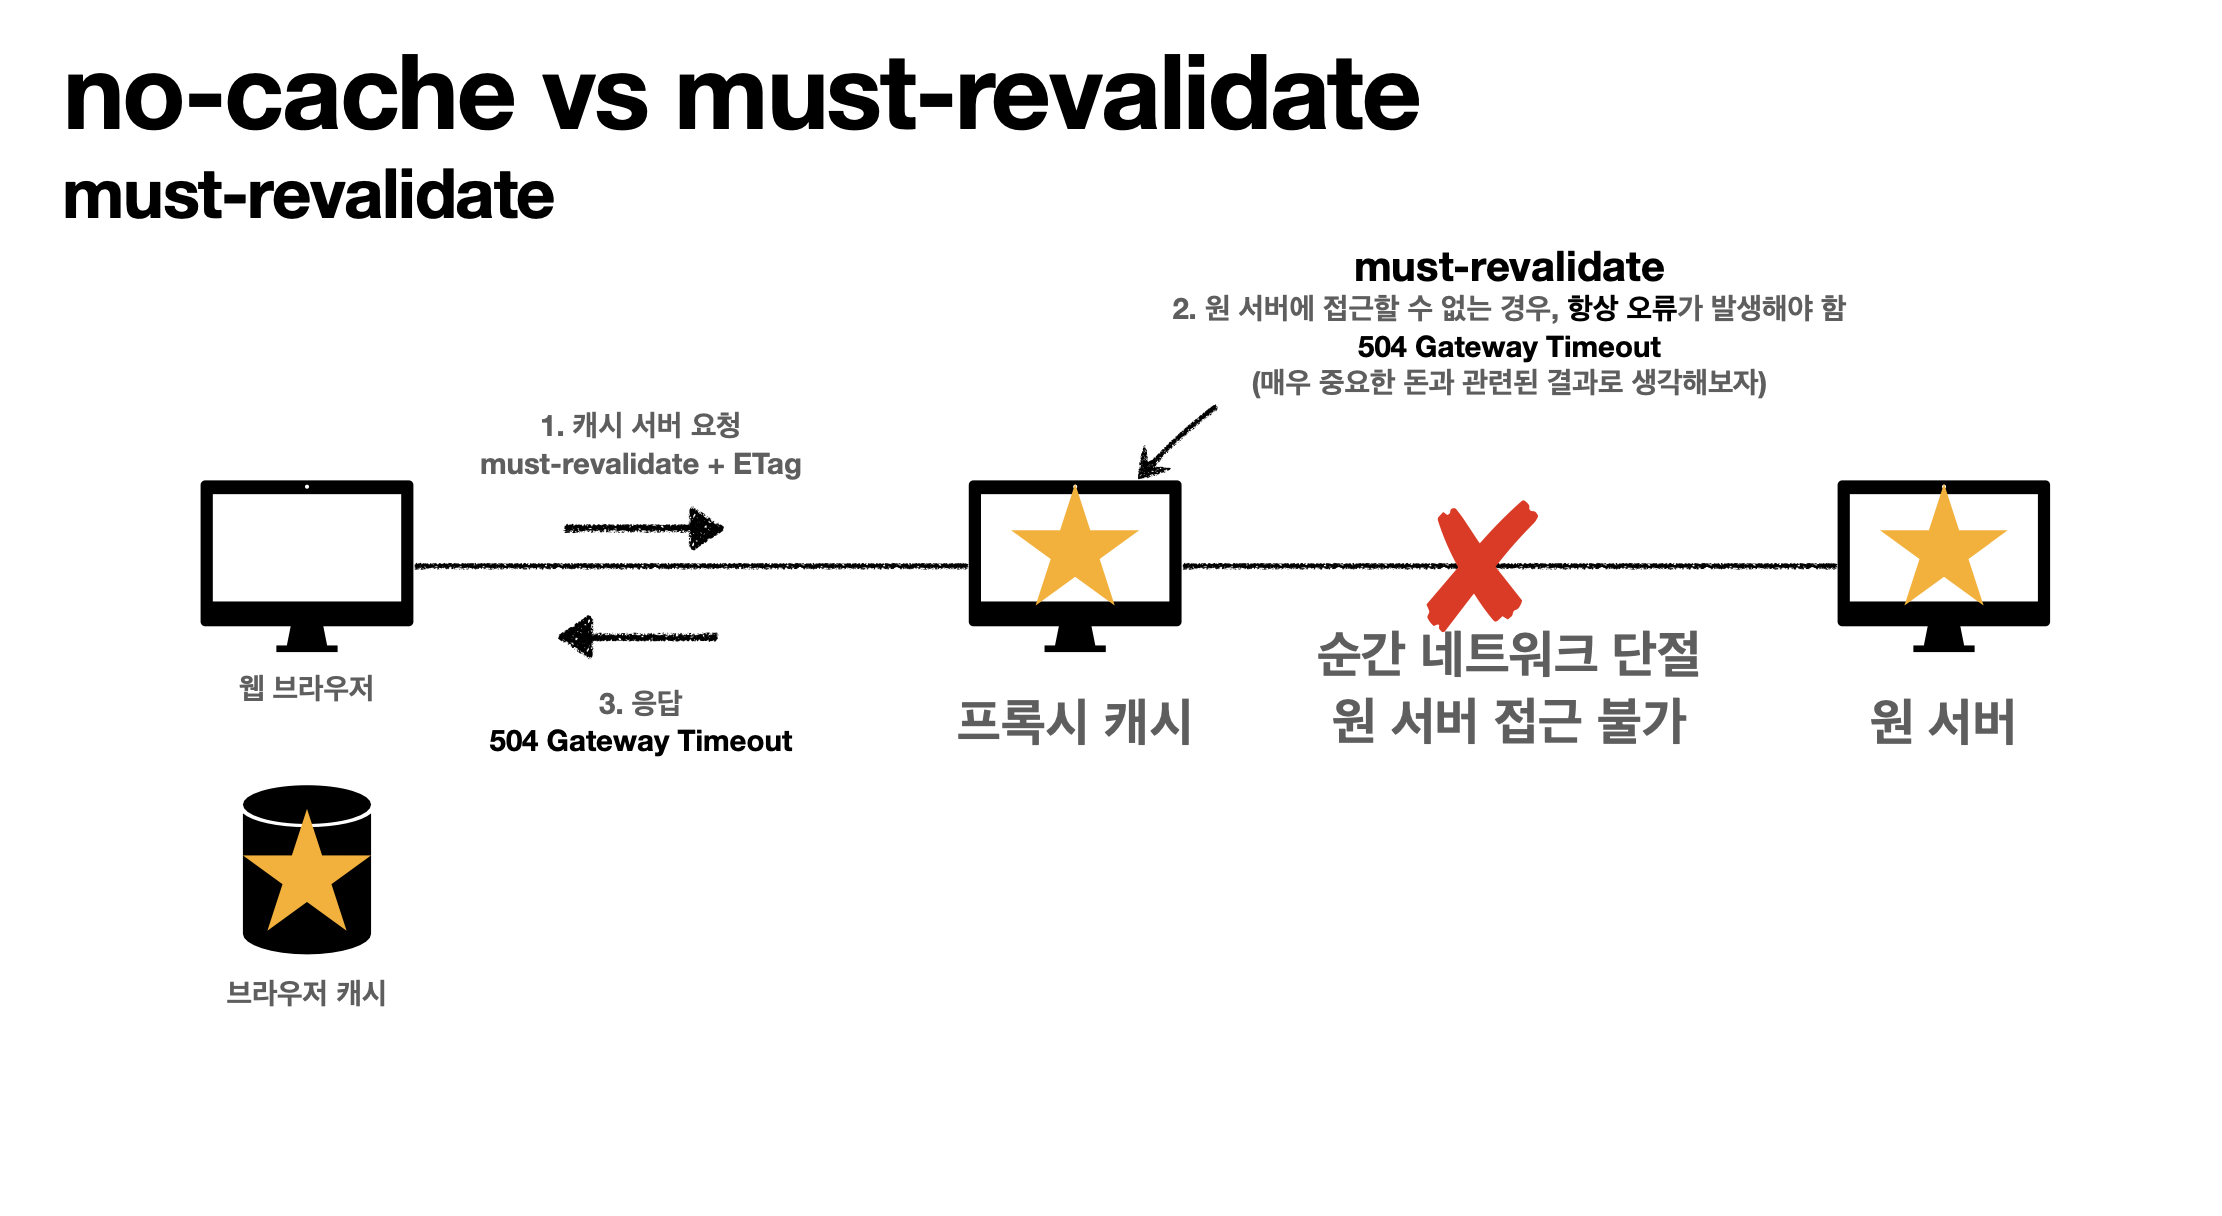 no-cache vs must-revalidate
must-revalidate
must-revalidate
2. 원 서버에 접근할 수 없는 경우, 항상 오류가 발생해야 함
504 Gateway Timeout
(매우 중요한 돈과 관련된 결과로 생각해보자)
1. 캐시 서버 요청
must-revalidate + ETag
웹 브라우저
3. 응답
504 Gateway Timeout
프록시 캐시
순간 네트워크 단절
원 서버 접근 불가
원 서버
브라우저 캐시